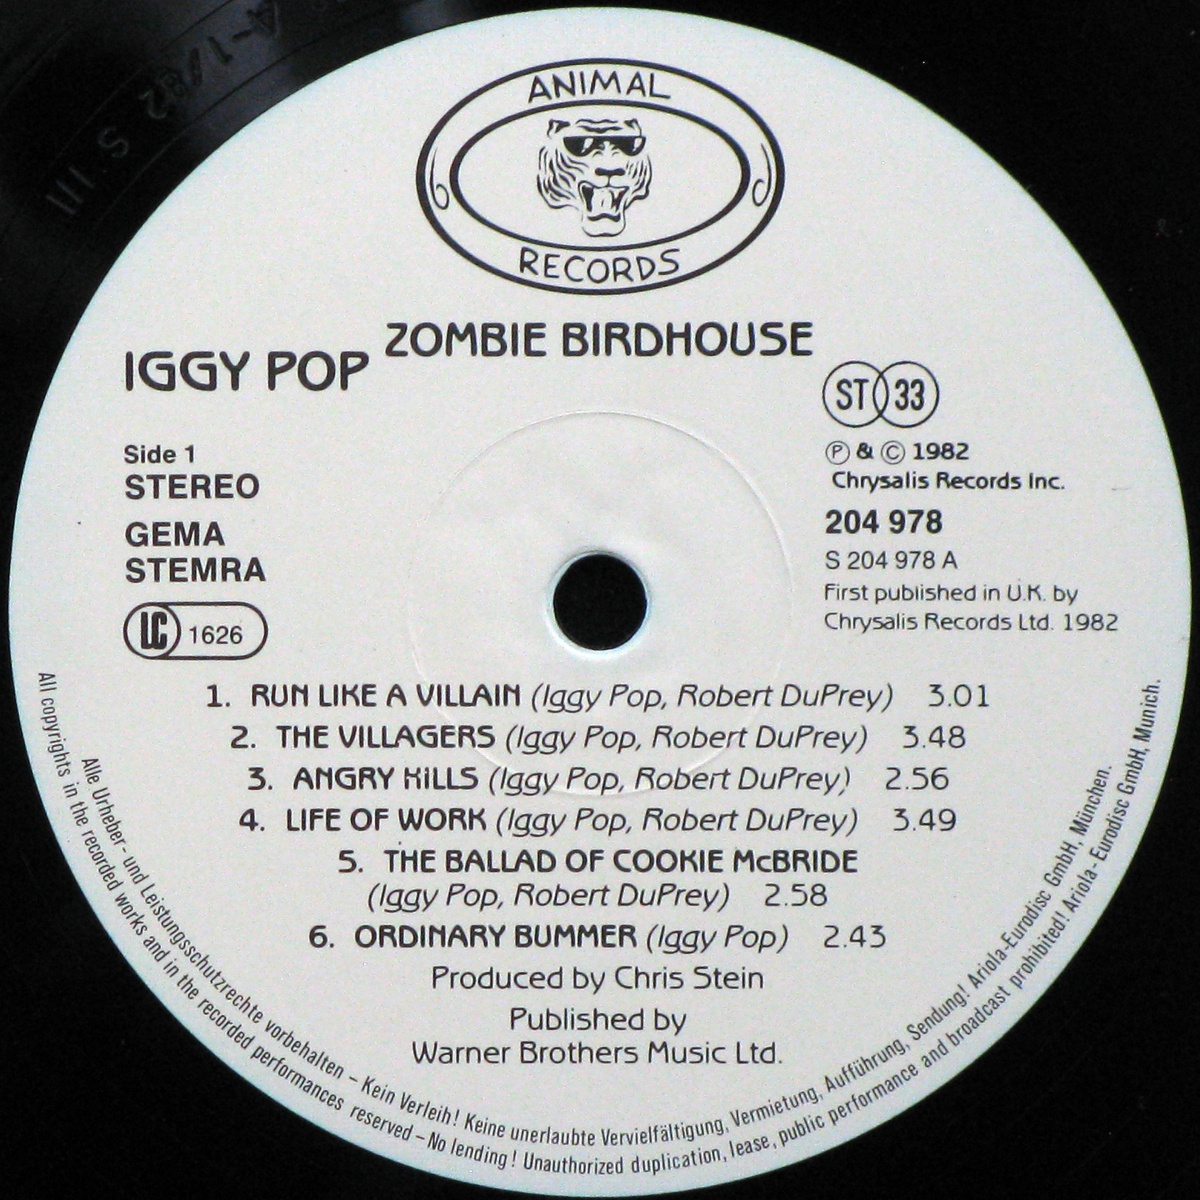 A-1/82 S III
ANIMAL
RECORDS
ZOMBIE BIRDHOUSE
IGGY POP
ST 33
Side 1
STEREO
GEMA
STEMRA
LC 1626
℗ & © 1982
Chrysalis Records Inc.
204 978
S 204 978 A
First published in U.K. by
Chrysalis Records Ltd. 1982
1. RUN LIKE A VILLAIN (Iggy Pop, Robert DuPrey) 3.01
2. THE VILLAGERS (Iggy Pop, Robert DuPrey) 3.48
3. ANGRY HILLS (Iggy Pop, Robert DuPrey) 2.56
4. LIFE OF WORK (Iggy Pop, Robert DuPrey) 3.49
5. THE BALLAD OF COOKIE McBRIDE
(Iggy Pop, Robert DuPrey) 2.58
6. ORDINARY BUMMER (Iggy Pop) 2.43
Produced by Chris Stein
Published by
Warner Brothers Music Ltd.
Alle Urheber- und Leistungsschutzrechte vorbehalten – Kein Verleih! Keine unerlaubte Vervielfältigung, Vermietung, Aufführung, Sendung! Ariola-Eurodisc GmbH, München.
All copyrights in the recorded works and in the recorded performances reserved – No lending! Unauthorized duplication, lease, public performance and broadcast prohibited! Ariola-Eurodisc GmbH, Munich.